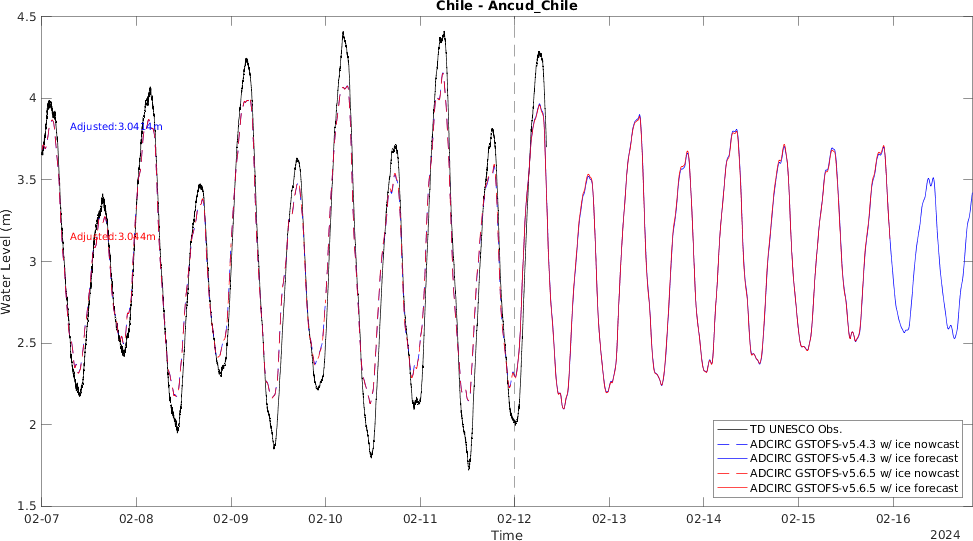 Chile - Ancud_Chile
4.5
4
3.5
3
2.5
2
1.5
Water Level (m)
Adjusted:3.0414m
Adjusted:3.044m
TD UNESCO Obs.
ADCIRC GSTOFS-v5.4.3 w/ ice nowcast
ADCIRC GSTOFS-v5.4.3 w/ ice forecast
ADCIRC GSTOFS-v5.6.5 w/ ice nowcast
ADCIRC GSTOFS-v5.6.5 w/ ice forecast
02-07 02-08 02-09 02-10 02-11 02-12 02-13 02-14 02-15 02-16
Time
2024